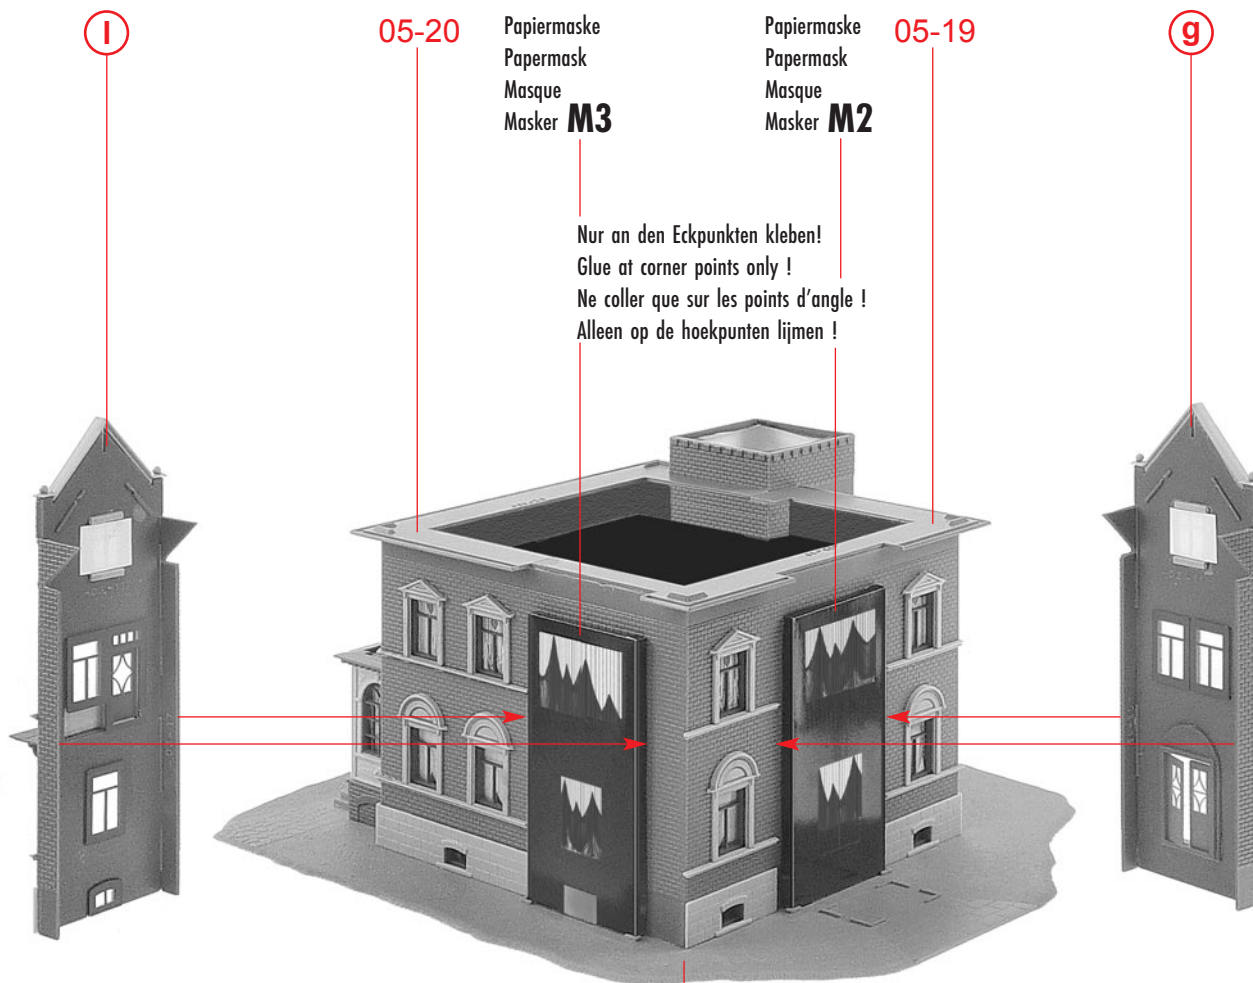 l
05-20
Papiermaske
Papermask
Masque
Masker M3
Papiermaske
Papermask
Masque
Masker M2
05-19
g
Nur an den Eckpunkten kleben!
Glue at corner points only !
Ne coller que sur les points d'angle !
Alleen op de hoekpunten lijmen !